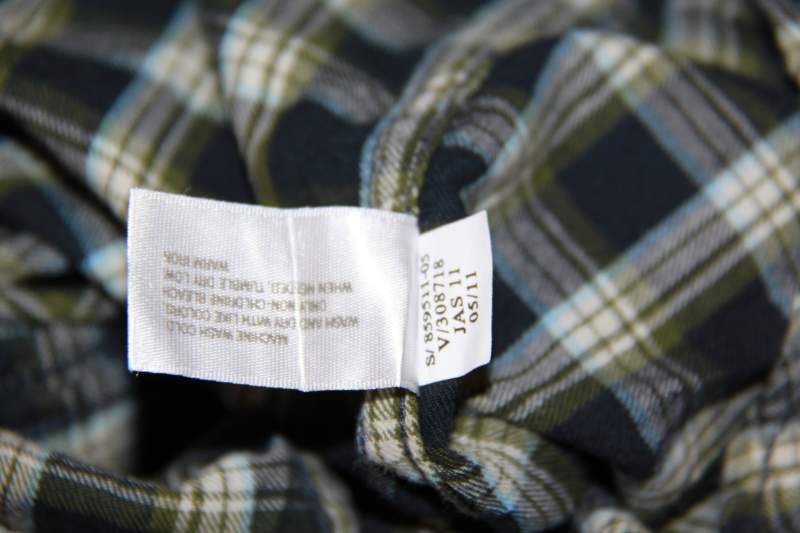 MACHINE WASH COLD
WASH AND DRY WITH LIKE COLORS
ONLY NON-CHLORINE BLEACH
WHEN NEEDED. TUMBLE DRY LOW
WARM IRON.
S/ 859511-05
V/308718
JAS 11
05/11